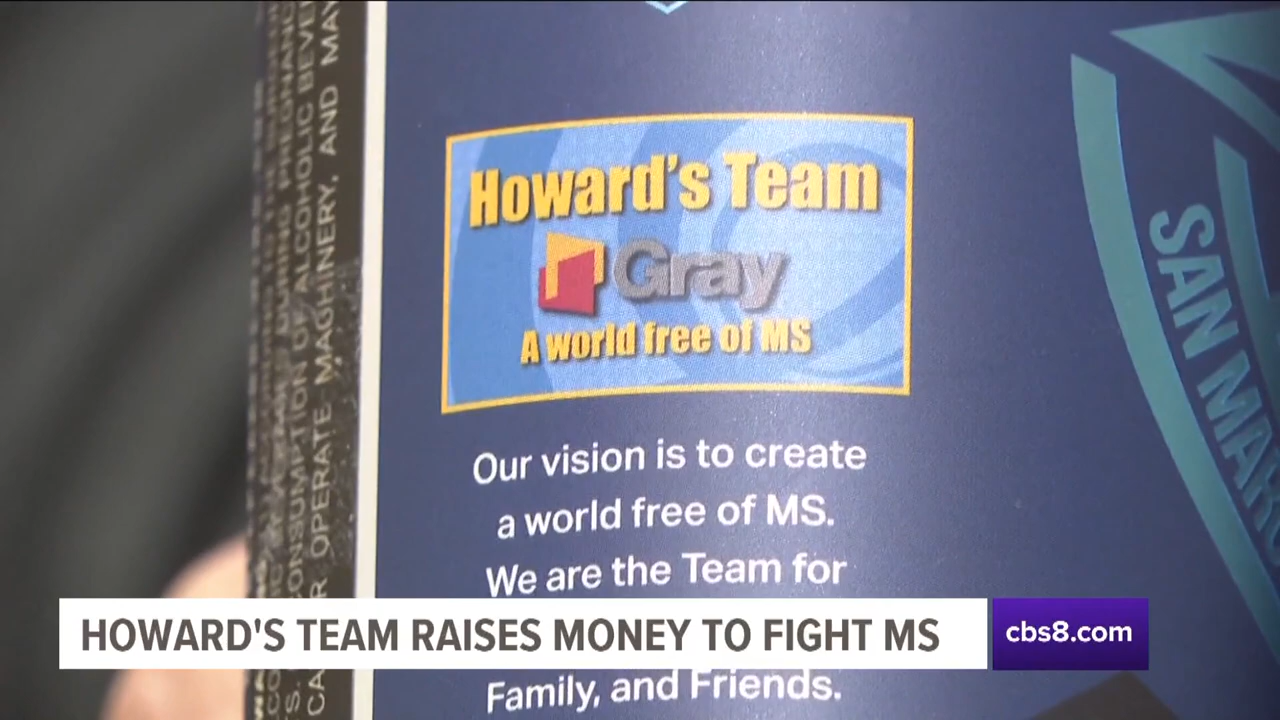 CONSUMPTION OF ALCOHOLIC BEVER
OPERATE MACHINERY, AND MAY
Howard's Team
Gray
A world free of MS
Our vision is to create
a world free of MS.
We are the Team for
Family, and Friends.
SAN MAR
HOWARD'S TEAM RAISES MONEY TO FIGHT MS
cbs8.com